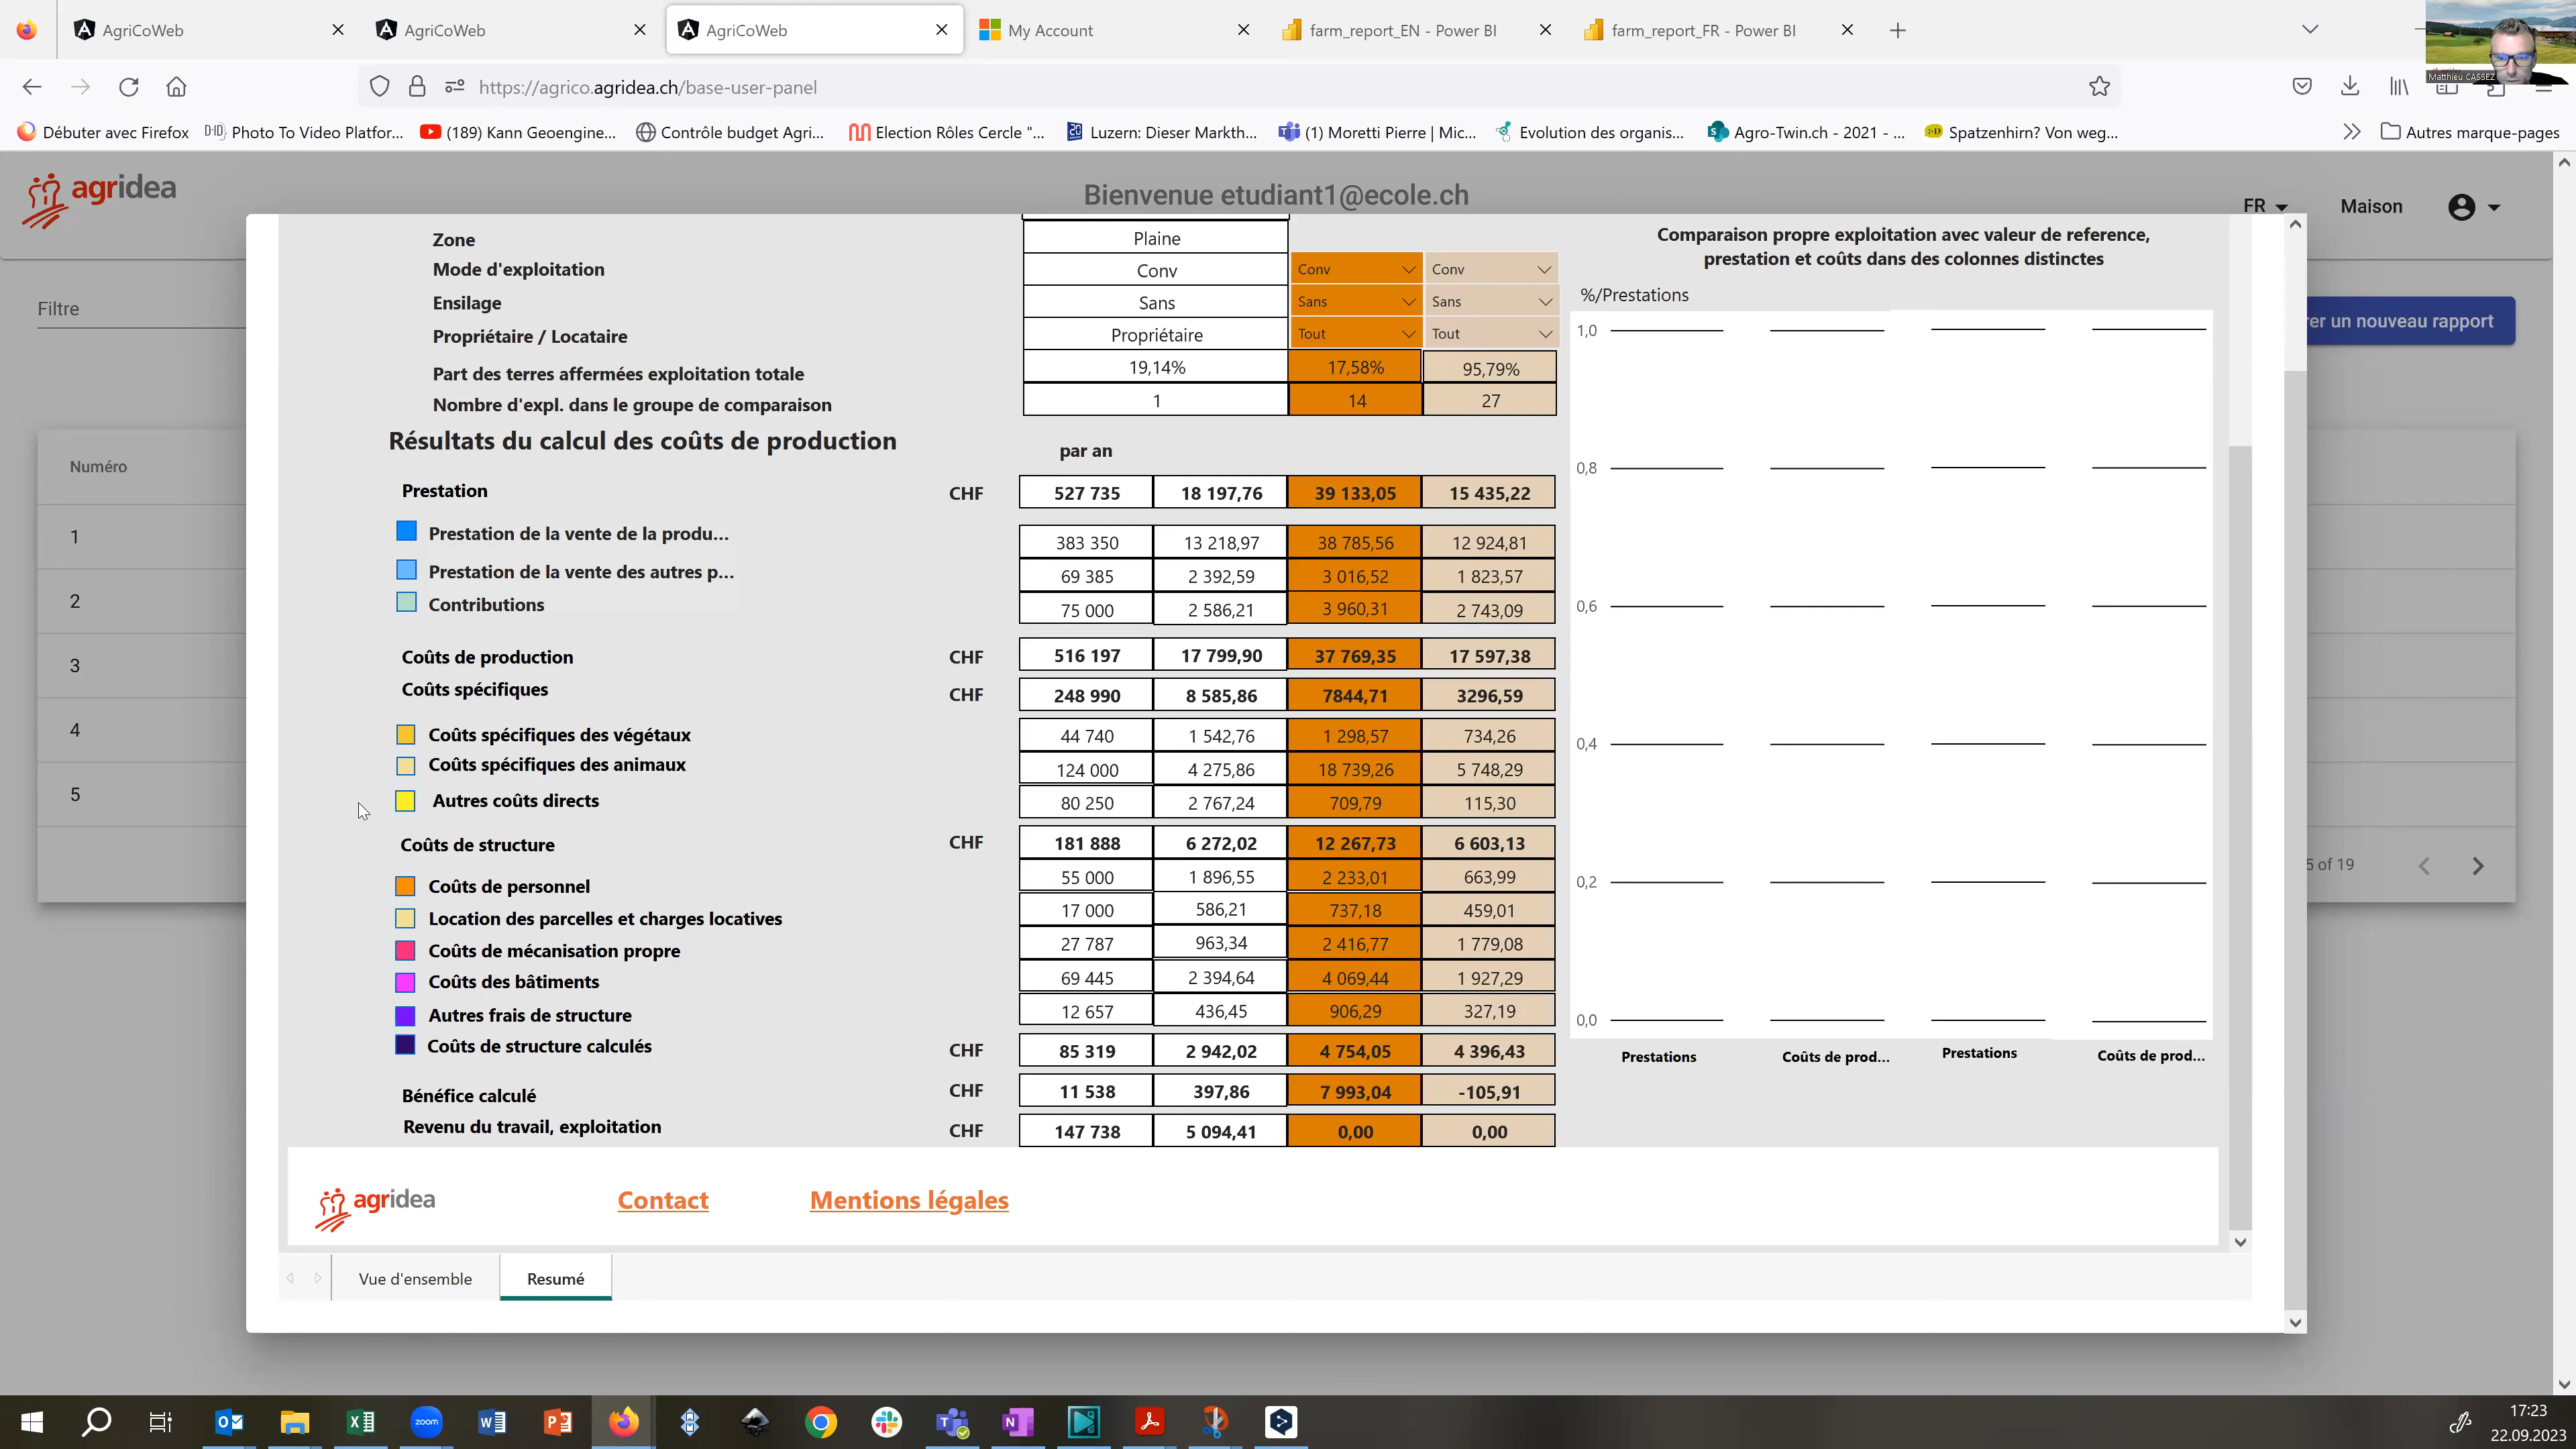 AgriCoWeb
AgriCoWeb
AgriCoWeb
My Account
farm_report_EN - Power BI
farm_report_FR - Power BI
Matthieu CASSEZ
https://agrico.agridea.ch/base-user-panel
Débuter avec Firefox
Photo To Video Platfor...
(189) Kann Geoengine...
Contrôle budget Agri...
Election Rôles Cercle "...
Luzern: Dieser Markth...
(1) Moretti Pierre | Mic...
Evolution des organis...
Agro-Twin.ch - 2021 - ...
Spatzenhirn? Von weg...
Autres marque-pages
agridea
Bienvenue etudiant1@ecole.ch
FR
Maison
Filtre
rer un nouveau rapport
Numéro
1
2
3
4
5
5 of 19
Zone Plaine
Mode d'exploitation Conv Conv Conv
Ensilage Sans Sans Sans
Propriétaire / Locataire Propriétaire Tout Tout
Part des terres affermées exploitation totale 19,14% 17,58% 95,79%
Nombre d'expl. dans le groupe de comparaison 1 14 27
Résultats du calcul des coûts de production par an
Prestation CHF 527 735 18 197,76 39 133,05 15 435,22
Prestation de la vente de la produ... 383 350 13 218,97 38 785,56 12 924,81
Prestation de la vente des autres p... 69 385 2 392,59 3 016,52 1 823,57
Contributions 75 000 2 586,21 3 960,31 2 743,09
Coûts de production CHF 516 197 17 799,90 37 769,35 17 597,38
Coûts spécifiques CHF 248 990 8 585,86 7844,71 3296,59
Coûts spécifiques des végétaux 44 740 1 542,76 1 298,57 734,26
Coûts spécifiques des animaux 124 000 4 275,86 18 739,26 5 748,29
Autres coûts directs 80 250 2 767,24 709,79 115,30
Coûts de structure CHF 181 888 6 272,02 12 267,73 6 603,13
Coûts de personnel 55 000 1 896,55 2 233,01 663,99
Location des parcelles et charges locatives 17 000 586,21 737,18 459,01
Coûts de mécanisation propre 27 787 963,34 2 416,77 1 779,08
Coûts des bâtiments 69 445 2 394,64 4 069,44 1 927,29
Autres frais de structure 12 657 436,45 906,29 327,19
Coûts de structure calculés CHF 85 319 2 942,02 4 754,05 4 396,43
Bénéfice calculé CHF 11 538 397,86 7 993,04 -105,91
Revenu du travail, exploitation CHF 147 738 5 094,41 0,00 0,00
Comparaison propre exploitation avec valeur de reference,
prestation et coûts dans des colonnes distinctes
%/Prestations
1,0
0,8
0,6
0,4
0,2
0,0
Prestations Coûts de prod... Prestations Coûts de prod...
agridea
Contact
Mentions légales
Vue d'ensemble
Resumé
zoom
17:23
22.09.2023